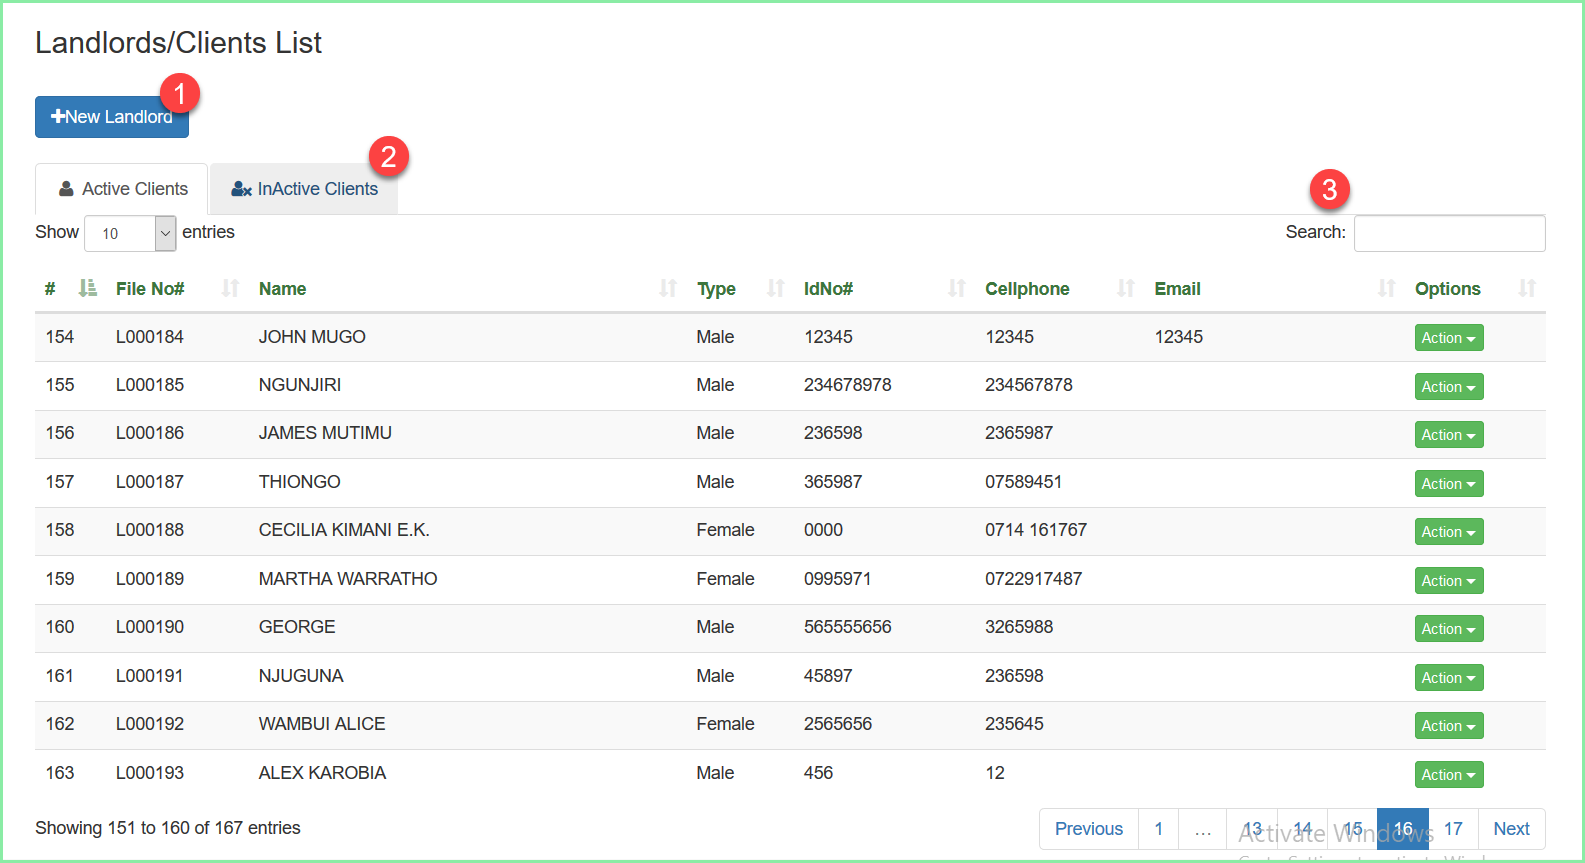 Landlords/Clients List
1
New Landlord
2
Active Clients InActive Clients
3
Show 10 entries Search:
# File No# Name Type IdNo# Cellphone Email Options
154 L000184 JOHN MUGO Male 12345 12345 12345 Action
155 L000185 NGUNJIRI Male 234678978 234567878 Action
156 L000186 JAMES MUTIMU Male 236598 2365987 Action
157 L000187 THIONGO Male 365987 07589451 Action
158 L000188 CECILIA KIMANI E.K. Female 0000 0714 161767 Action
159 L000189 MARTHA WARRATHO Female 0995971 0722917487 Action
160 L000190 GEORGE Male 565555656 3265988 Action
161 L000191 NJUGUNA Male 45897 236598 Action
162 L000192 WAMBUI ALICE Female 2565656 235645 Action
163 L000193 ALEX KAROBIA Male 456 12 Action
Showing 151 to 160 of 167 entries Previous 1 ... 13 14 15 16 17 Next
Activate Windows